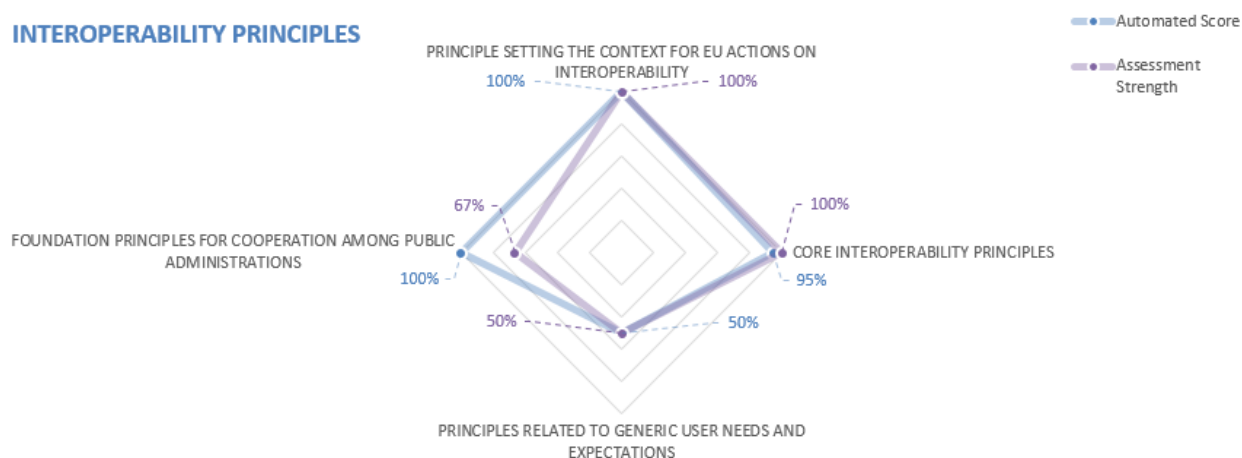 INTEROPERABILITY PRINCIPLES
Automated Score
Assessment
Strength
PRINCIPLE SETTING THE CONTEXT FOR EU ACTIONS ON
INTEROPERABILITY
100%
100%
67%
100%
FOUNDATION PRINCIPLES FOR COOPERATION AMONG PUBLIC
ADMINISTRATIONS
CORE INTEROPERABILITY PRINCIPLES
100%
95%
50%
50%
PRINCIPLES RELATED TO GENERIC USER NEEDS AND
EXPECTATIONS